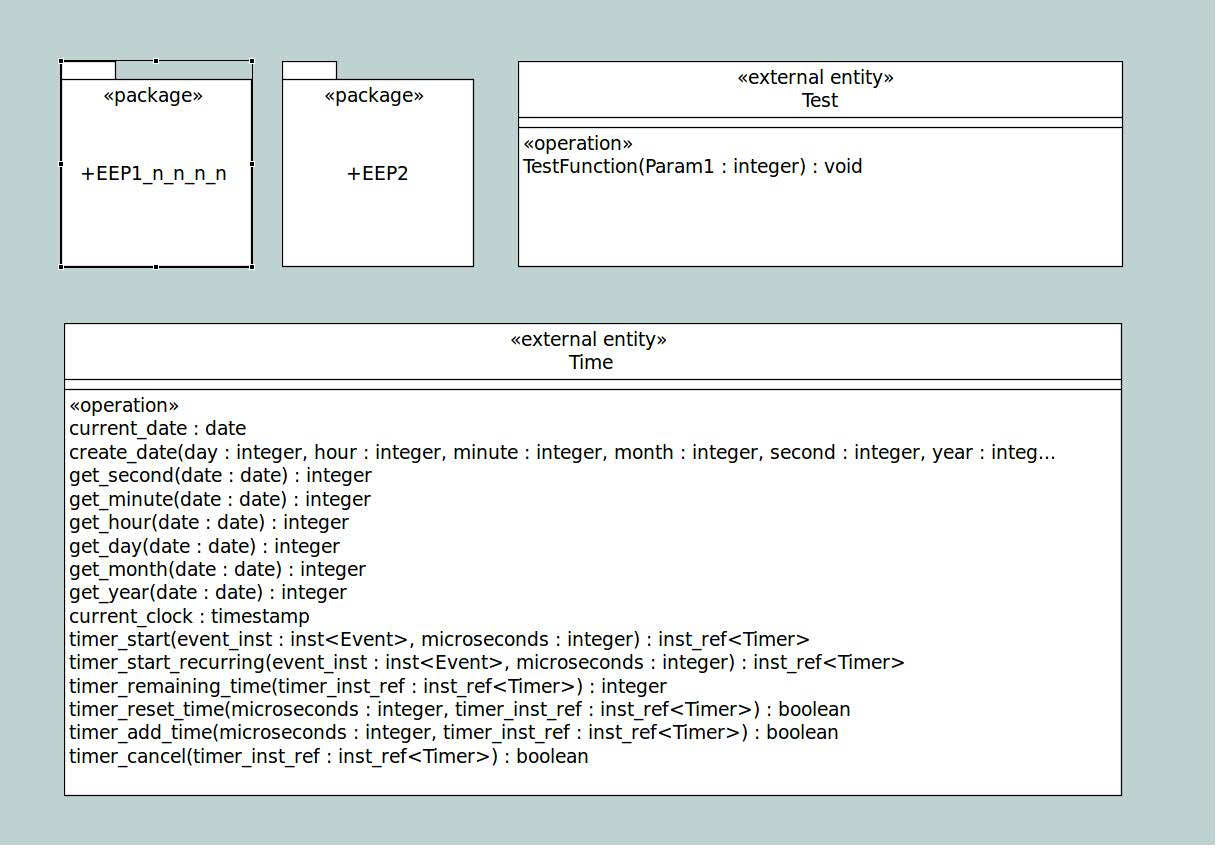 «package»
+EEP1_n_n_n_n
«package»
+EEP2
«external entity»
Test
«operation»
TestFunction(Param1 : integer) : void
«external entity»
Time
«operation»
current_date : date
create_date(day : integer, hour : integer, minute : integer, month : integer, second : integer, year : integ...
get_second(date : date) : integer
get_minute(date : date) : integer
get_hour(date : date) : integer
get_day(date : date) : integer
get_month(date : date) : integer
get_year(date : date) : integer
current_clock : timestamp
timer_start(event_inst : inst<Event>, microseconds : integer) : inst_ref<Timer>
timer_start_recurring(event_inst : inst<Event>, microseconds : integer) : inst_ref<Timer>
timer_remaining_time(timer_inst_ref : inst_ref<Timer>) : integer
timer_reset_time(microseconds : integer, timer_inst_ref : inst_ref<Timer>) : boolean
timer_add_time(microseconds : integer, timer_inst_ref : inst_ref<Timer>) : boolean
timer_cancel(timer_inst_ref : inst_ref<Timer>) : boolean